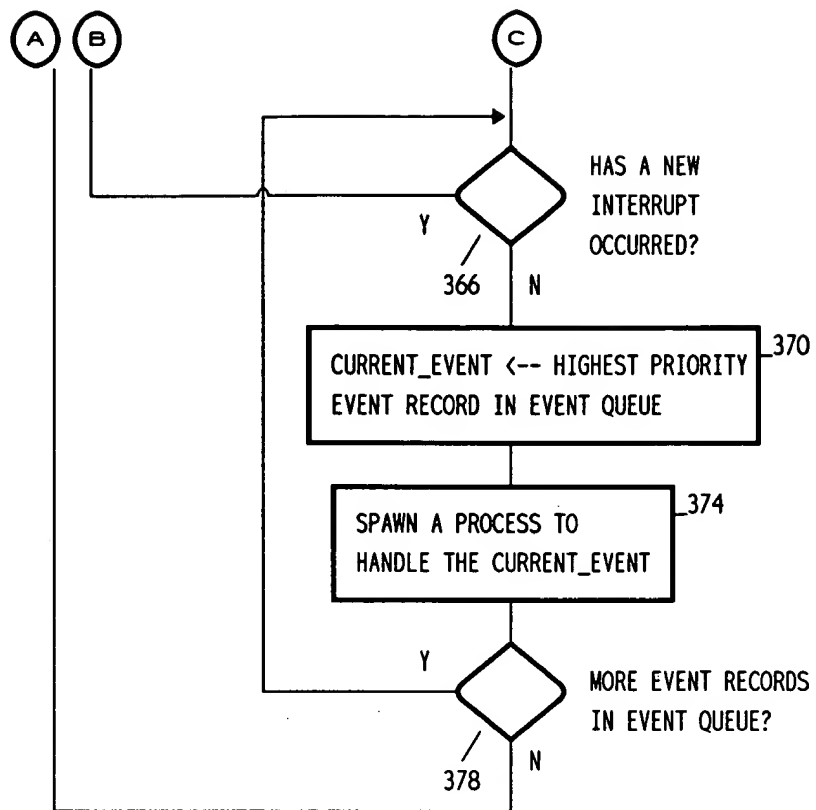 A B C
HAS A NEW
INTERRUPT
OCCURRED?
Y
366 N
370
CURRENT_EVENT <-- HIGHEST PRIORITY
EVENT RECORD IN EVENT QUEUE
374
SPAWN A PROCESS TO
HANDLE THE CURRENT_EVENT
Y
MORE EVENT RECORDS
IN EVENT QUEUE?
378 N